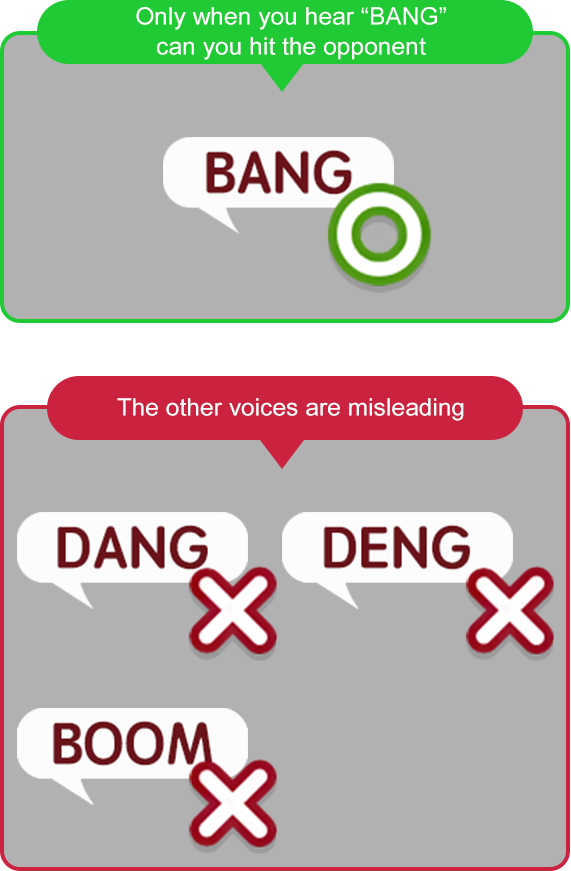 Only when you hear “BANG”
can you hit the opponent
BANG
The other voices are misleading
DANG
DENG
BOOM